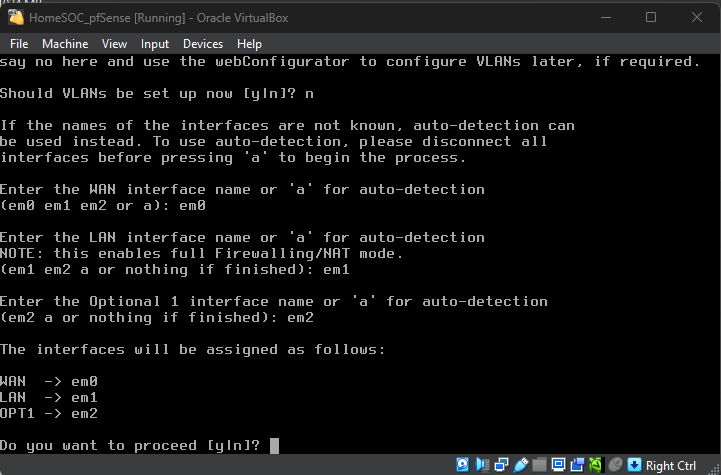 HomeSOC_pfSense [Running] - Oracle VirtualBox
File Machine View Input Devices Help
say no here and use the webConfigurator to configure VLANs later, if required.
Should VLANs be set up now [y|n]? n
If the names of the interfaces are not known, auto-detection can
be used instead. To use auto-detection, please disconnect all
interfaces before pressing 'a' to begin the process.
Enter the WAN interface name or 'a' for auto-detection
(em0 em1 em2 or a): em0
Enter the LAN interface name or 'a' for auto-detection
NOTE: this enables full Firewalling/NAT mode.
(em1 em2 a or nothing if finished): em1
Enter the Optional 1 interface name or 'a' for auto-detection
(em2 a or nothing if finished): em2
The interfaces will be assigned as follows:
WAN -> em0
LAN -> em1
OPT1 -> em2
Do you want to proceed [y|n]?
Right Ctrl